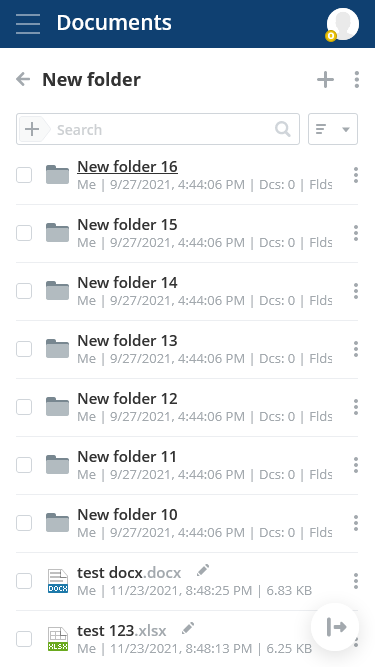 Documents
New folder
Search
New folder 16
Me | 9/27/2021, 4:44:06 PM | Dcs: 0 | Flds
New folder 15
Me | 9/27/2021, 4:44:06 PM | Dcs: 0 | Flds
New folder 14
Me | 9/27/2021, 4:44:06 PM | Dcs: 0 | Flds
New folder 13
Me | 9/27/2021, 4:44:06 PM | Dcs: 0 | Flds
New folder 12
Me | 9/27/2021, 4:44:06 PM | Dcs: 0 | Flds
New folder 11
Me | 9/27/2021, 4:44:06 PM | Dcs: 0 | Flds
New folder 10
Me | 9/27/2021, 4:44:06 PM | Dcs: 0 | Flds
test docx.docx
DOCX
Me | 11/23/2021, 8:48:25 PM | 6.83 KB
test 123.xlsx
XLSX
Me | 11/23/2021, 8:48:13 PM | 6.25 KB